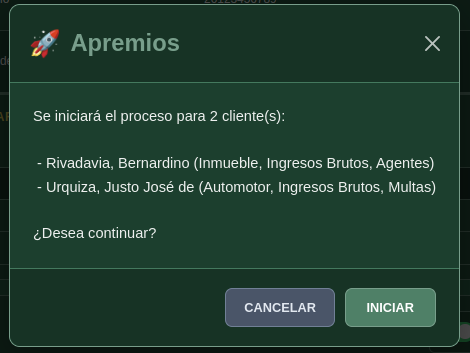 Apremios
Se iniciará el proceso para 2 cliente(s):
- Rivadavia, Bernardino (Inmueble, Ingresos Brutos, Agentes)
- Urquiza, Justo José de (Automotor, Ingresos Brutos, Multas)
¿Desea continuar?
CANCELAR
INICIAR